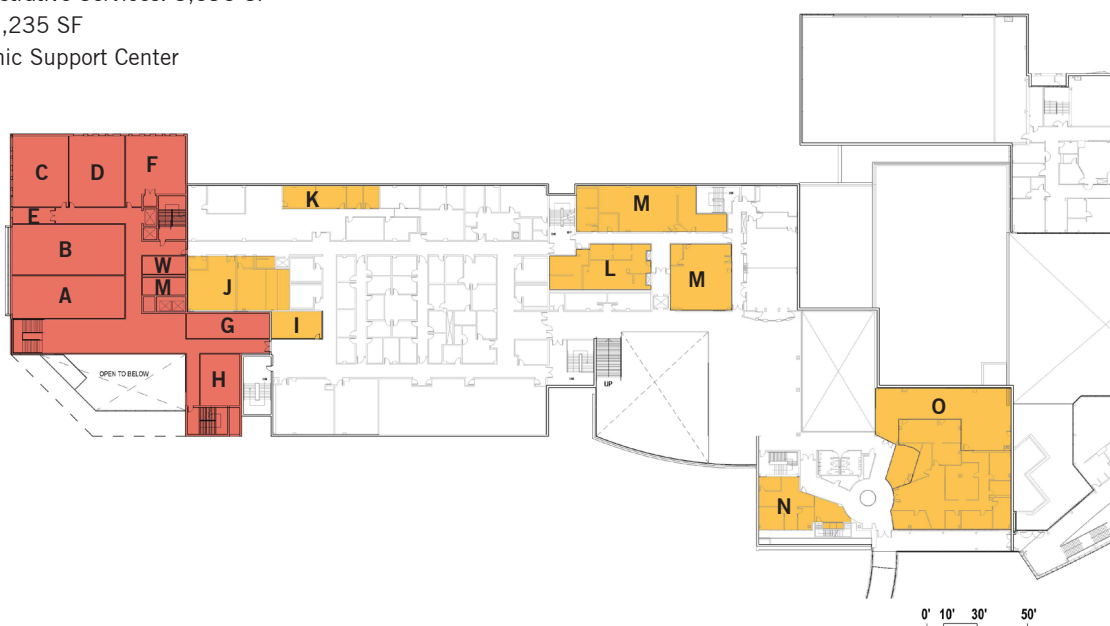 ,235 SF
nic Support Center
C
D
F
K
M
E
B
W
L
A
M
J
M
G
I
OPEN TO BELOW
H
UP
O
N
0' 10' 30' 50'